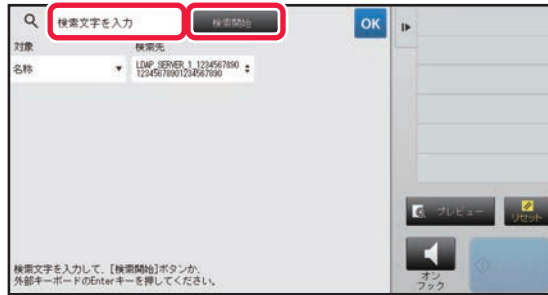 検索文字を入力
検索開始
OK
対象
検索先
名称
LDAP_SERVER_1_1234567890
12345678901234567890
プレビュー
リセット
検索文字を入力して、[検索開始]ボタンか、
外部キーボードのEnterキーを押してください。
オン
フック